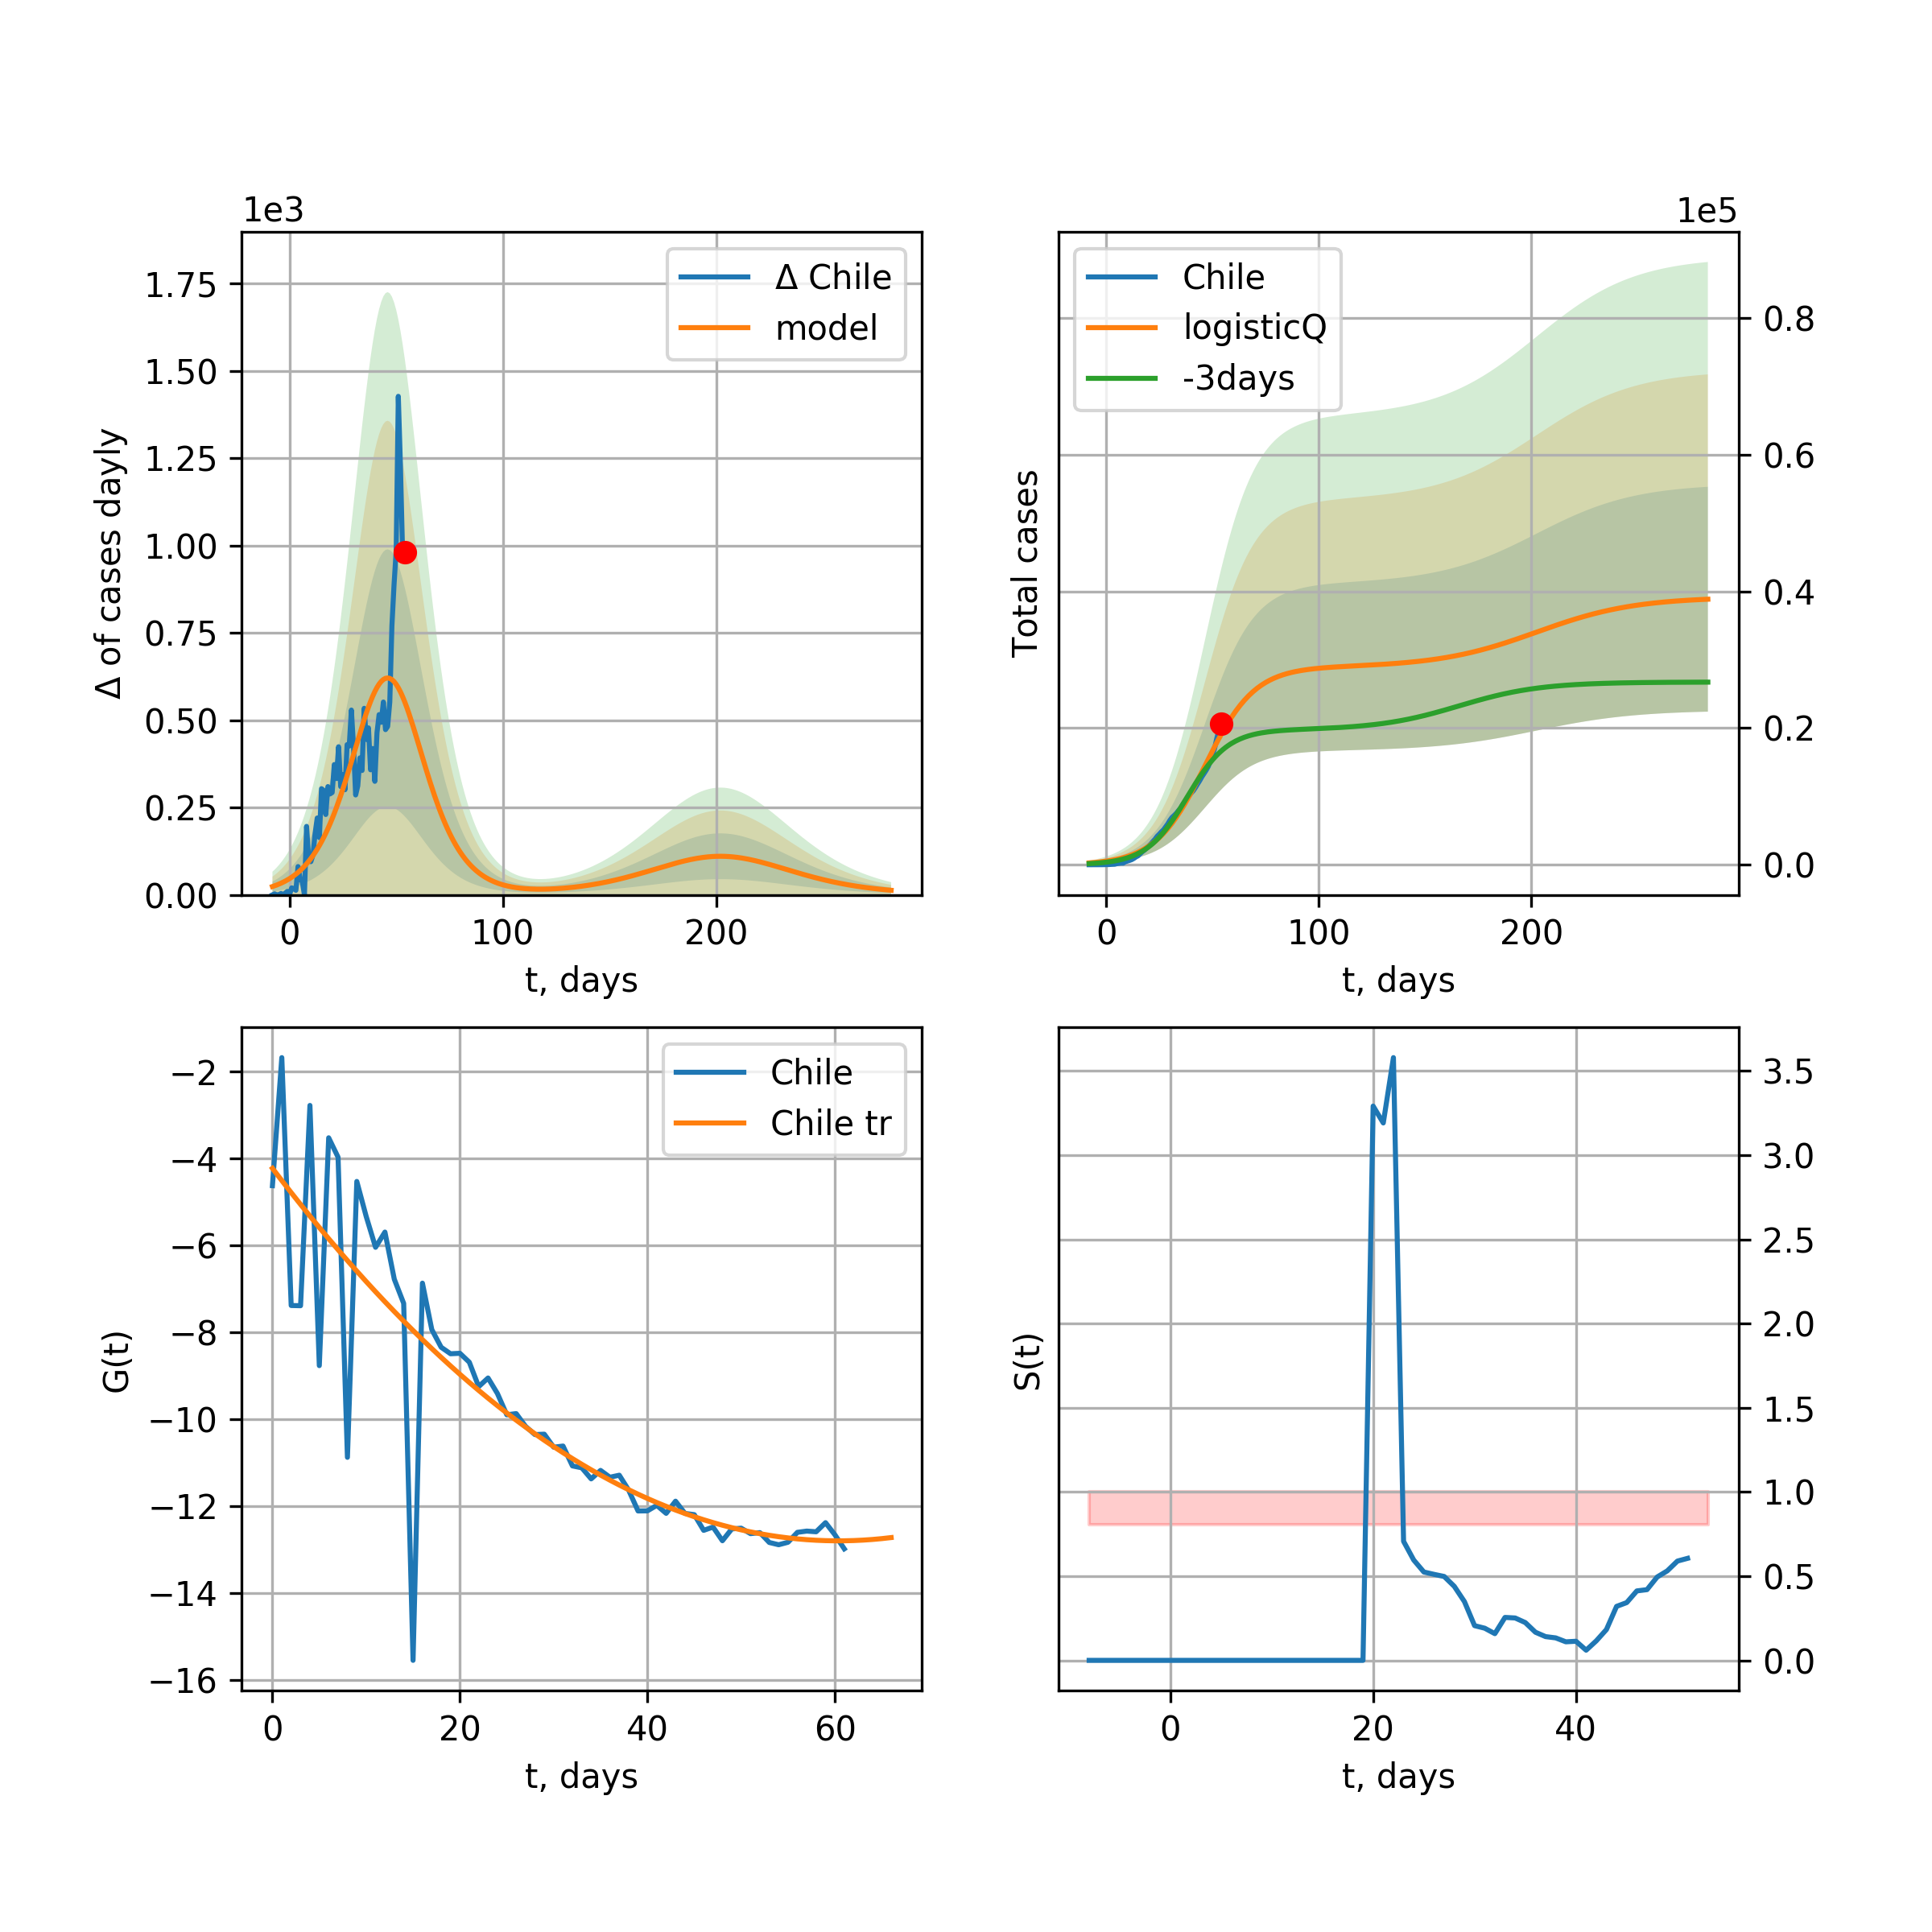 1e3
Δ of cases dayly
1.75
1.50
1.25
1.00
0.75
0.50
0.25
0.00
Δ Chile
model
0 100 200
t, days
1e5
Total cases
Chile
logisticQ
-3days
0.8
0.6
0.4
0.2
0.0
0 100 200
t, days
G(t)
−2
−4
−6
−8
−10
−12
−14
−16
Chile
Chile tr
0 20 40 60
t, days
S(t)
3.5
3.0
2.5
2.0
1.5
1.0
0.5
0.0
0 20 40
t, days